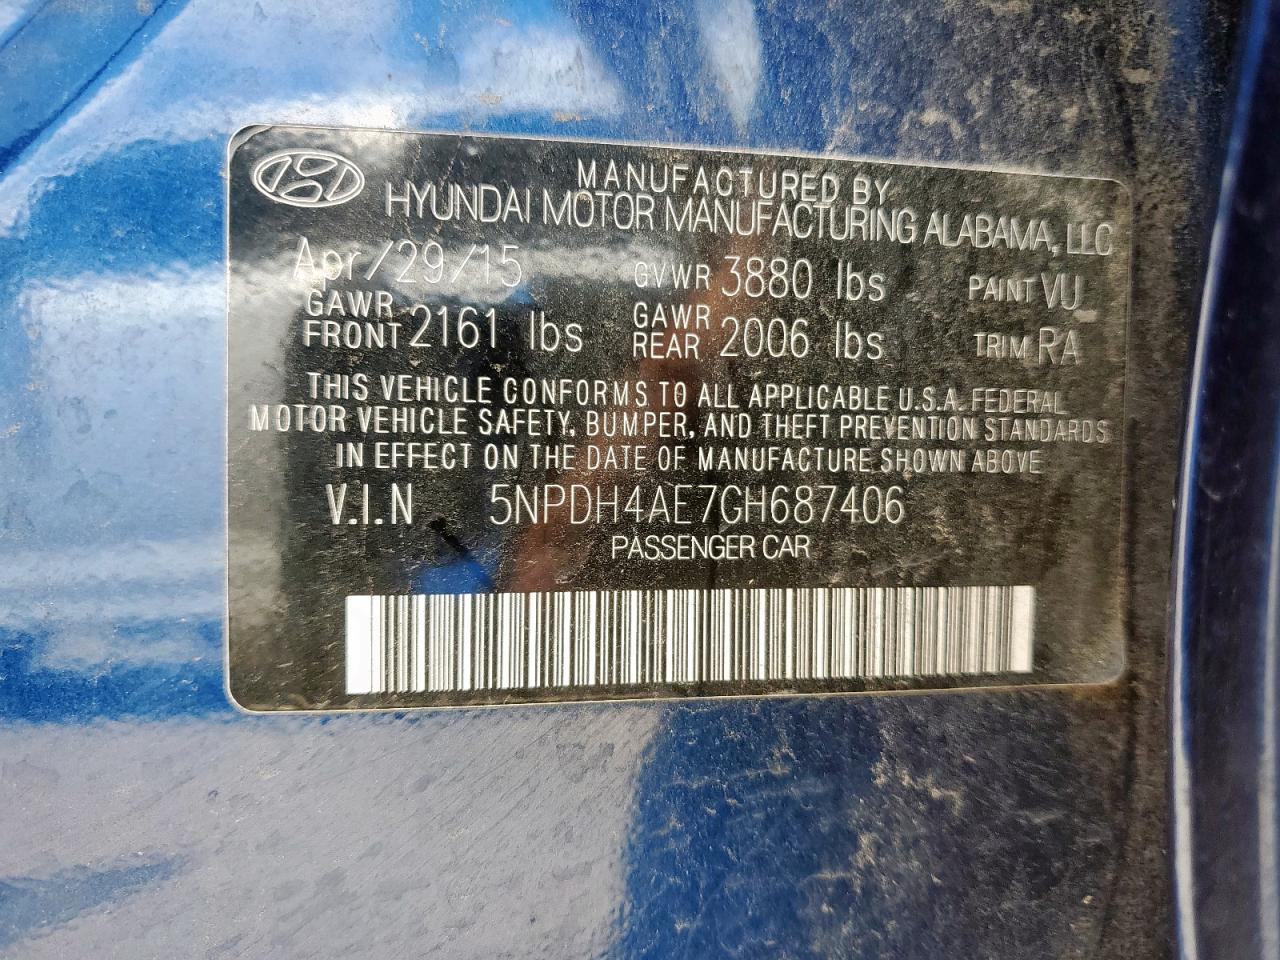 MANUFACTURED BY
HYUNDAI MOTOR MANUFACTURING ALABAMA, LLC
Apr/29/15 GVWR 3880 lbs PAINT VU
GAWR FRONT 2161 lbs GAWR REAR 2006 lbs TRIM RA
THIS VEHICLE CONFORMS TO ALL APPLICABLE U.S.A. FEDERAL
MOTOR VEHICLE SAFETY, BUMPER, AND THEFT PREVENTION STANDARDS
IN EFFECT ON THE DATE OF MANUFACTURE SHOWN ABOVE
V.I.N 5NPDH4AE7GH687406
PASSENGER CAR